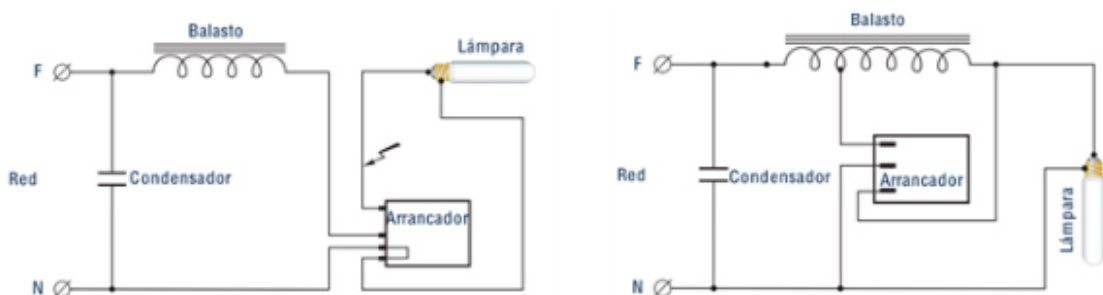 Balasto
Lámpara
F
Red
Condensador
Arrancador
N
Balasto
F
Red
Condensador
Arrancador
Lámpara
N